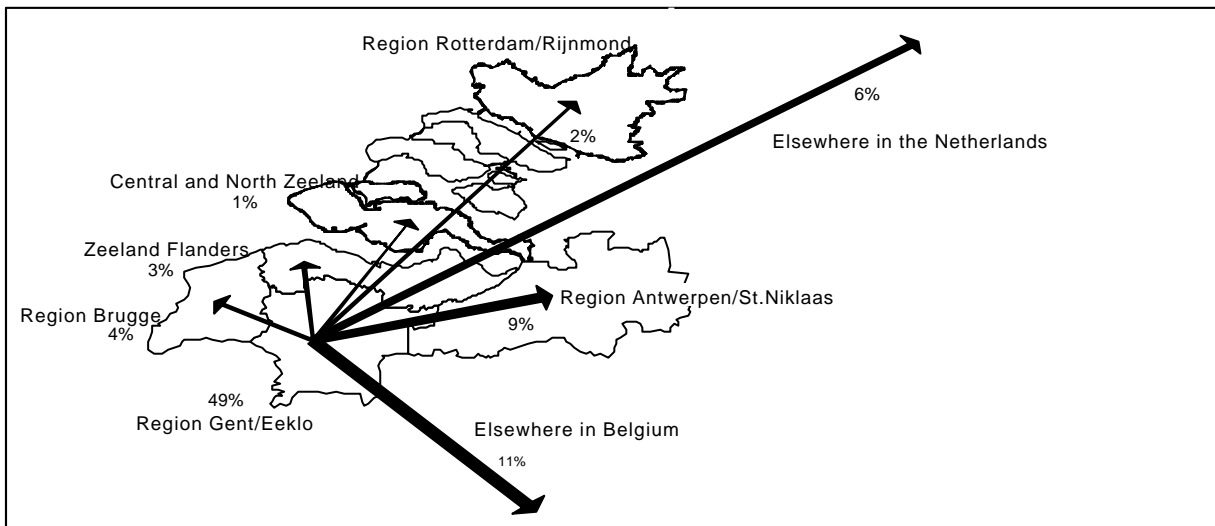 Region Rotterdam/Rijnmond
6%
2%
Elsewhere in the Netherlands
Central and North Zeeland
1%
Zeeland Flanders
3%
Region Antwerpen/St.Niklaas
Region Brugge
9%
4%
49%
Region Gent/Eeklo
Elsewhere in Belgium
11%